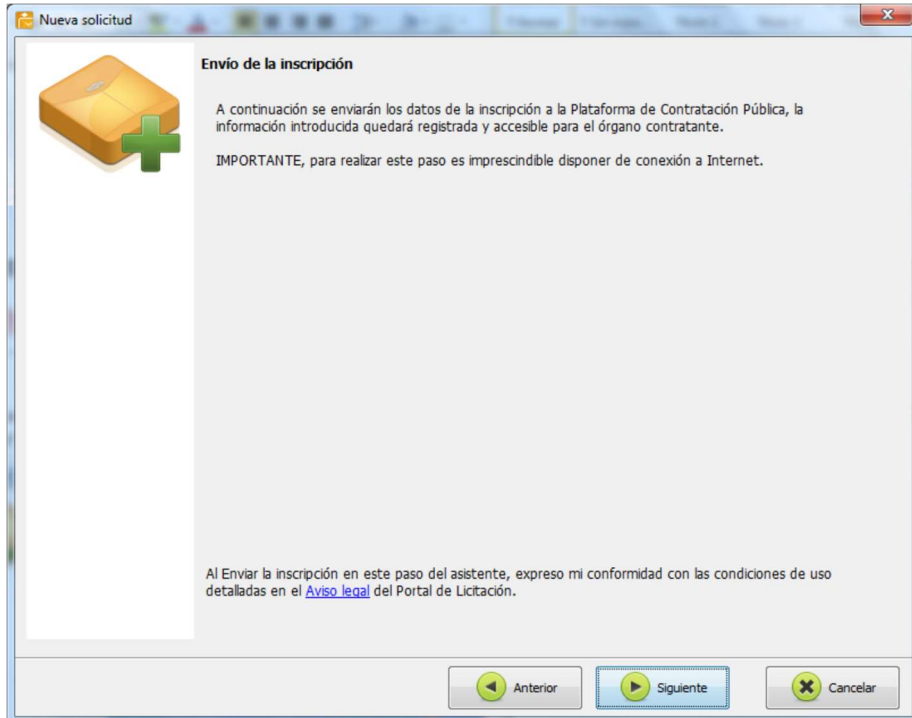 Nueva solicitud
Envío de la inscripción
A continuación se enviarán los datos de la inscripción a la Plataforma de Contratación Pública, la
información introducida quedará registrada y accesible para el órgano contratante.
IMPORTANTE, para realizar este paso es imprescindible disponer de conexión a Internet.
Al Enviar la inscripción en este paso del asistente, expreso mi conformidad con las condiciones de uso
detalladas en el Aviso legal del Portal de Licitación.
Anterior
Siguiente
Cancelar